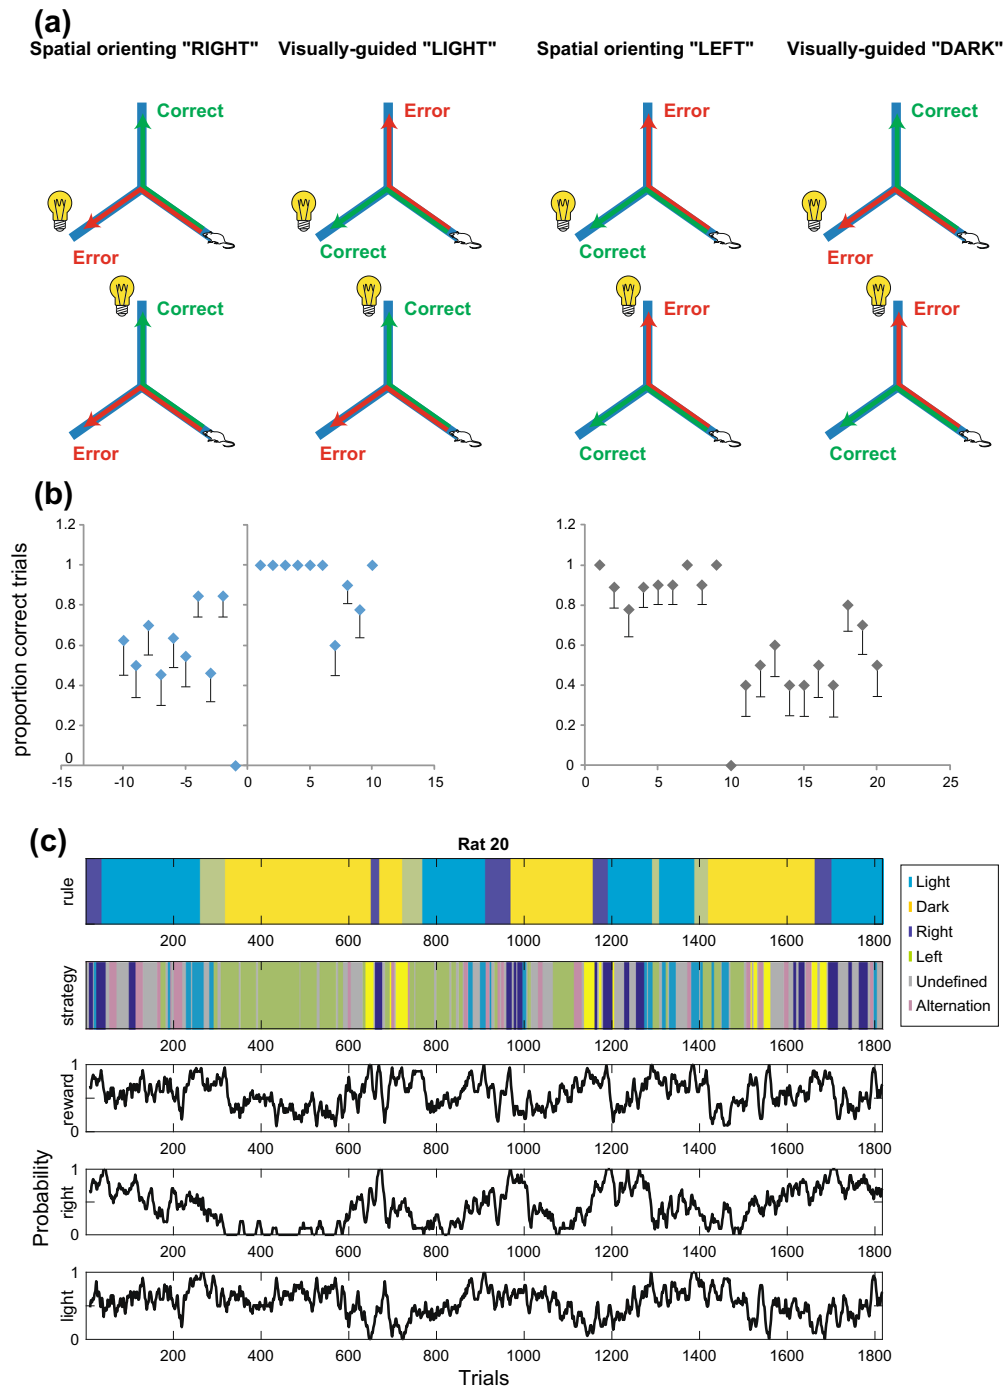 (a)
Spatial orienting "RIGHT" Visually-guided "LIGHT" Spatial orienting "LEFT" Visually-guided "DARK"
Correct Error Error Correct
Error Correct Correct Error
Correct Correct Error Error
Error Error Correct Correct
(b)
proportion correct trials
1.2
1
0.8
0.6
0.4
0.2
0
-15 -10 -5 0 5 10 15
1.2
1
0.8
0.6
0.4
0.2
0
0 5 10 15 20 25
(c)
Rat 20
rule
200 400 600 800 1000 1200 1400 1600 1800
Light
Dark
Right
Left
Undefined
Alternation
strategy
200 400 600 800 1000 1200 1400 1600 1800
Probability
reward
1
0
200 400 600 800 1000 1200 1400 1600 1800
right
1
0
200 400 600 800 1000 1200 1400 1600 1800
light
1
0
200 400 600 800 1000 1200 1400 1600 1800
Trials